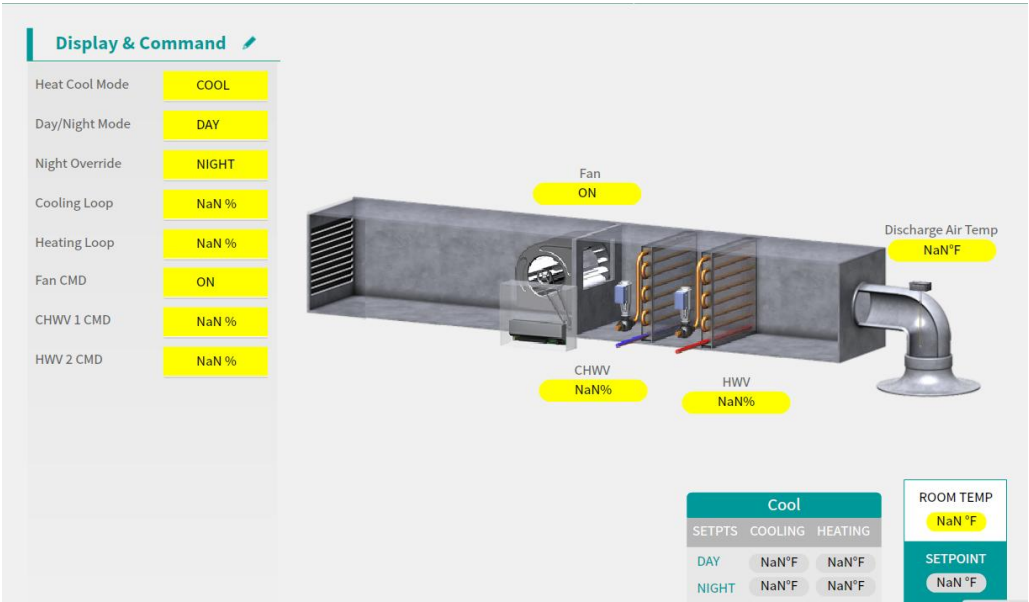 Display & Command
Heat Cool Mode COOL
Day/Night Mode DAY
Night Override NIGHT
Cooling Loop NaN %
Heating Loop NaN %
Fan CMD ON
CHWV 1 CMD NaN %
HWV 2 CMD NaN %
Fan
ON
Discharge Air Temp
NaN°F
CHWV
NaN%
HWV
NaN%
Cool
SETPTS COOLING HEATING
DAY NaN°F NaN°F
NIGHT NaN°F NaN°F
ROOM TEMP
NaN °F
SETPOINT
NaN °F